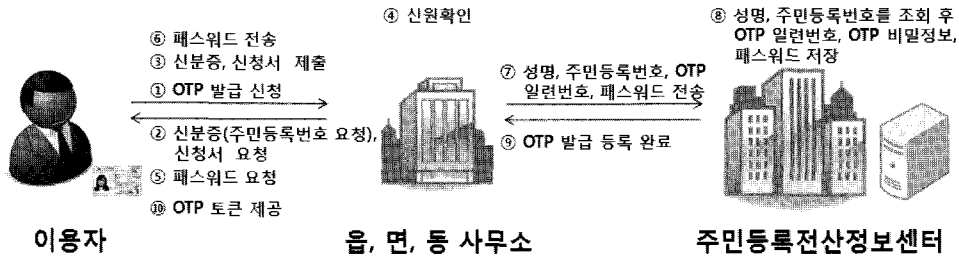 ④ 신원확인
⑧ 성명, 주민등록번호를 조회 후
OTP 일련번호, OTP 비밀정보,
패스워드 저장
⑥ 패스워드 전송
③ 신분증, 신청서 제출
① OTP 발급 신청
⑦ 성명, 주민등록번호, OTP
일련번호, 패스워드 전송
② 신분증(주민등록번호 요청),
신청서 요청
⑤ 패스워드 요청
⑩ OTP 토큰 제공
⑨ OTP 발급 등록 완료
이용자
읍, 면, 동 사무소
주민등록전산정보센터